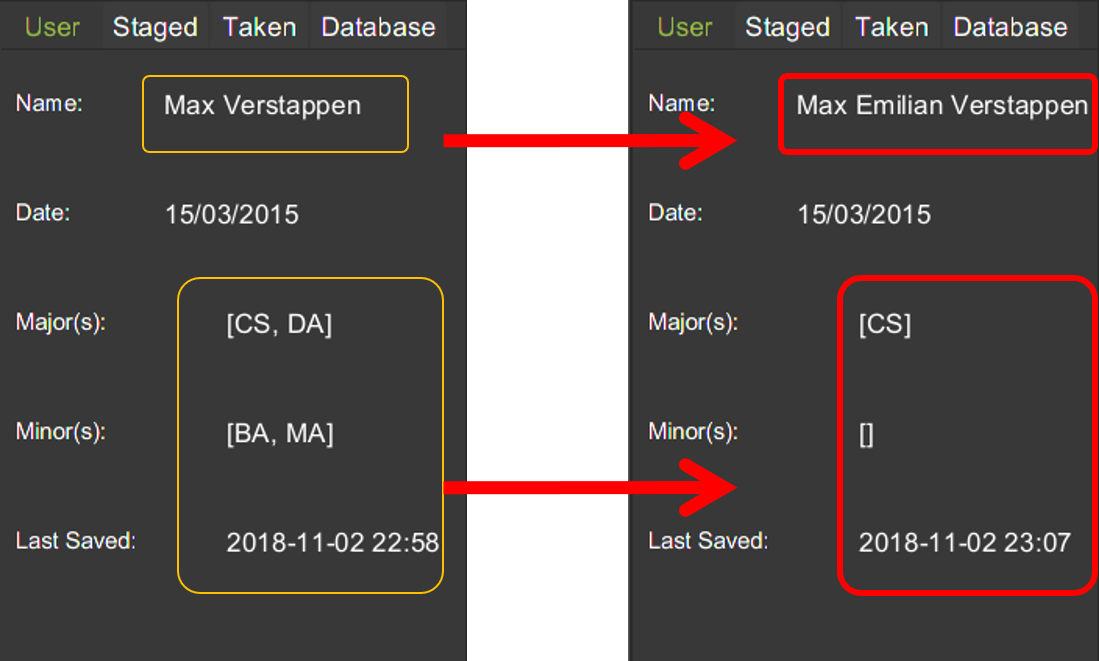 User Staged Taken Database
Name: Max Verstappen
Date: 15/03/2015
Major(s): [CS, DA]
Minor(s): [BA, MA]
Last Saved: 2018-11-02 22:58
User Staged Taken Database
Name: Max Emilian Verstappen
Date: 15/03/2015
Major(s): [CS]
Minor(s): []
Last Saved: 2018-11-02 23:07